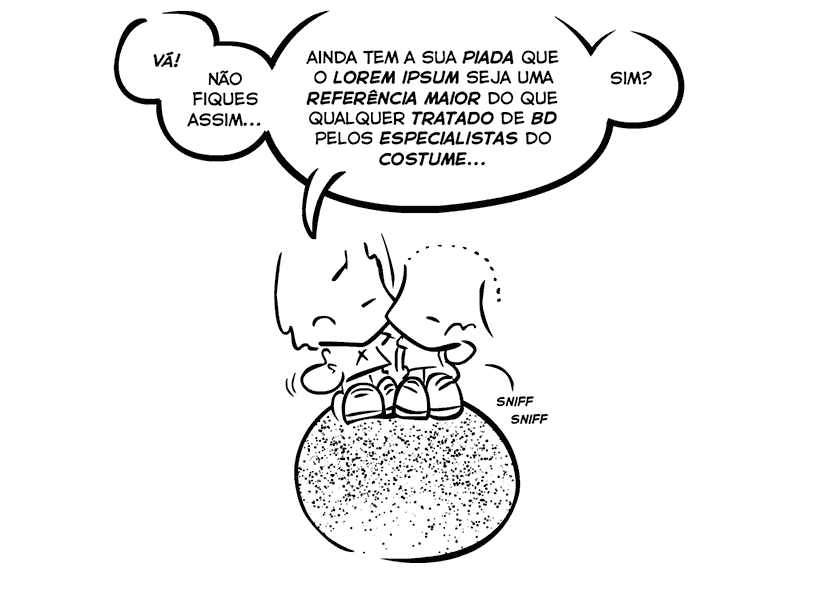 VÁ!
NÃO
FIQUES
ASSIM...
AINDA TEM A SUA PIADA QUE
O LOREM IPSUM SEJA UMA
REFERÊNCIA MAIOR DO QUE
QUALQUER TRATADO DE BD
PELOS ESPECIALISTAS DO
COSTUME...
SIM?
SNIFF
SNIFF